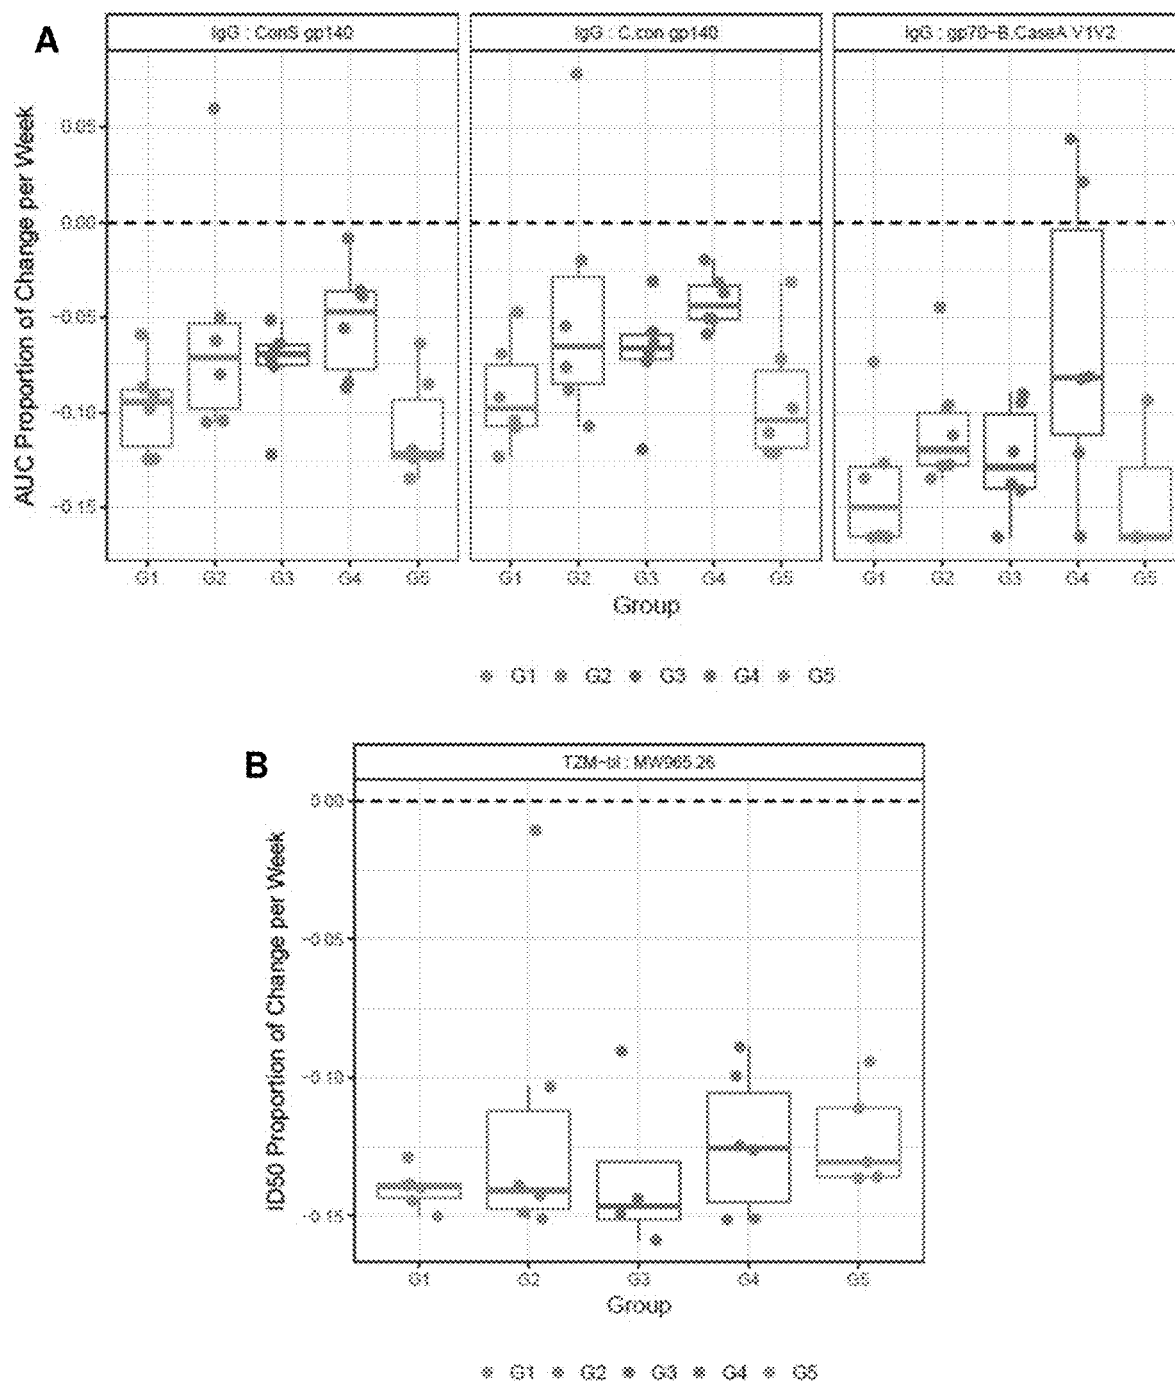 A
IgG : ConS gp140
IgG : C.con gp140
IgG : gp70-B.CaseA V1V2
AUC Proportion of Change per Week
0.05
0.00
-0.05
-0.10
-0.15
G1 G2 G3 G4 G5
G1 G2 G3 G4 G5
G1 G2 G3 G4 G5
Group
G1 G2 G3 G4 G5
B
TZM-bl : MW965.26
ID50 Proportion of Change per Week
0.00
-0.05
-0.10
-0.15
G1 G2 G3 G4 G5
Group
G1 G2 G3 G4 G5